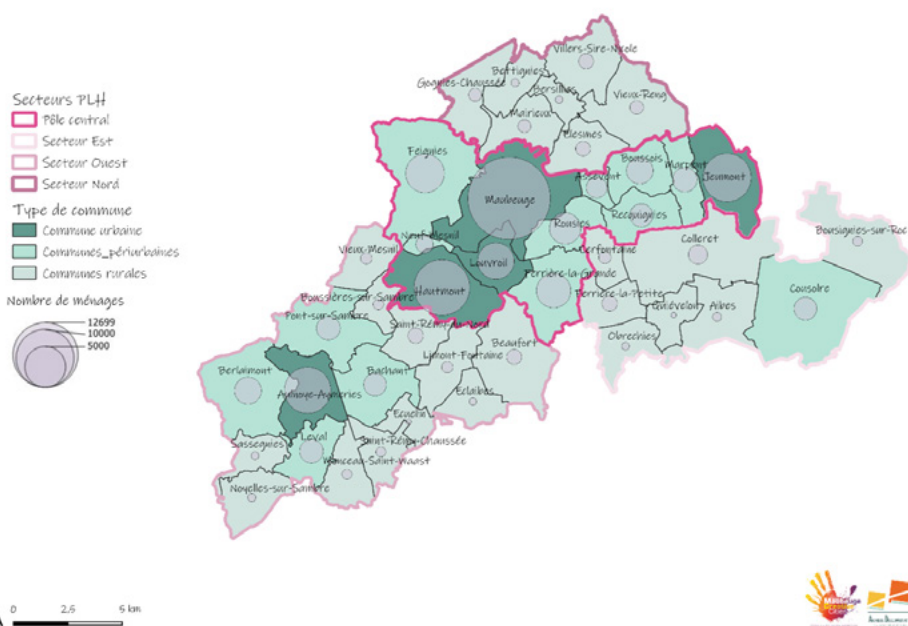 Secteurs PLH
Pôle central
Secteur Est
Secteur Ouest
Secteur Nord
Type de commune
Commune urbaine
Communes_périurbaines
Communes rurales
Nombre de ménages
12699
10000
5000
Villers-Sire-Nicole
Bettignies
Gognies-Chaussée
Bersillies
Vieux-Reng
Mairieux
Elesmes
Feignies
Boussois
Marpent
Assevent
Jeumont
Maubeuge
Recquignies
Rousies
Bousignies-sur-Roc
Neuf-Mesnil
Cerfontaine
Colleret
Vieux-Mesnil
Louvroil
Ferrière-la-Grande
Cousolre
Hautmont
Boussières-sur-Sambre
Ferrière-la-Petite
Quiévelon
Aibes
Pont-sur-Sambre
Saint-Rémy-du-Nord
Obrechies
Beaufort
Limont-Fontaine
Berlaimont
Bachant
Aulnoye-Aymeries
Eclaibes
Ecuélin
Sassegnies
Leval
Saint-Rémy-Chaussée
Monceau-Saint-Waast
Noyelles-sur-Sambre
0 2,5 5 km